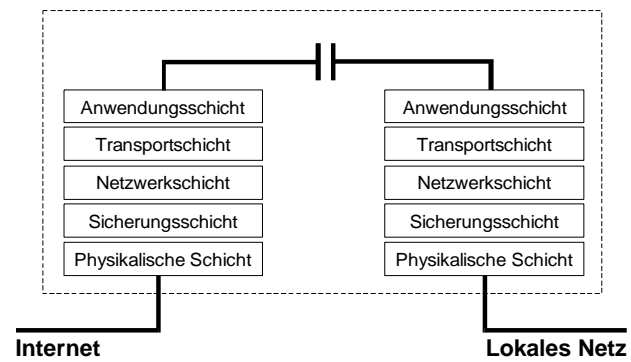 Anwendungsschicht
Transportschicht
Netzwerkschicht
Sicherungsschicht
Physikalische Schicht
Anwendungsschicht
Transportschicht
Netzwerkschicht
Sicherungsschicht
Physikalische Schicht
Internet
Lokales Netz